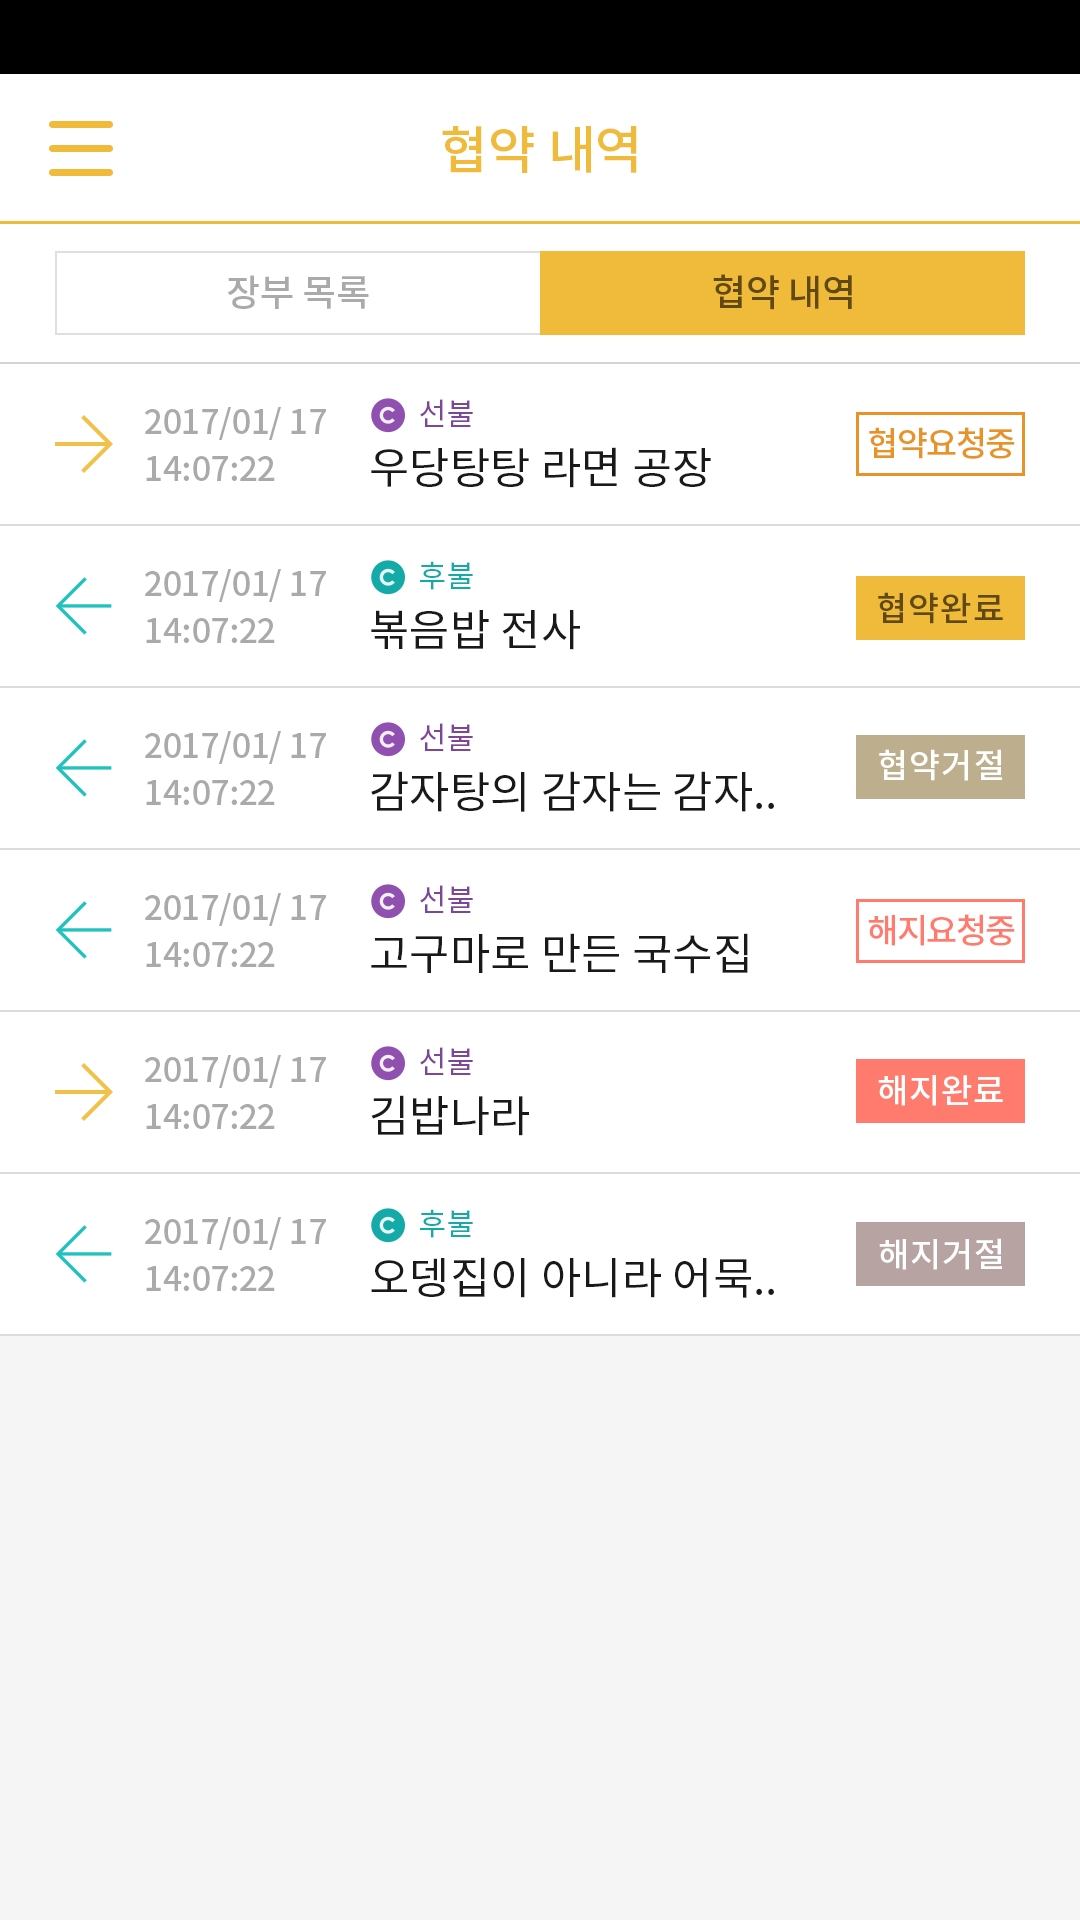 협약 내역
장부 목록
협약 내역
2017/01/ 17
14:07:22
C 선불
우당탕탕 라면 공장
협약요청중
2017/01/ 17
14:07:22
C 후불
볶음밥 전사
협약완료
2017/01/ 17
14:07:22
C 선불
감자탕의 감자는 감자..
협약거절
2017/01/ 17
14:07:22
C 선불
고구마로 만든 국수집
해지요청중
2017/01/ 17
14:07:22
C 선불
김밥나라
해지완료
2017/01/ 17
14:07:22
C 후불
오뎅집이 아니라 어묵..
해지거절